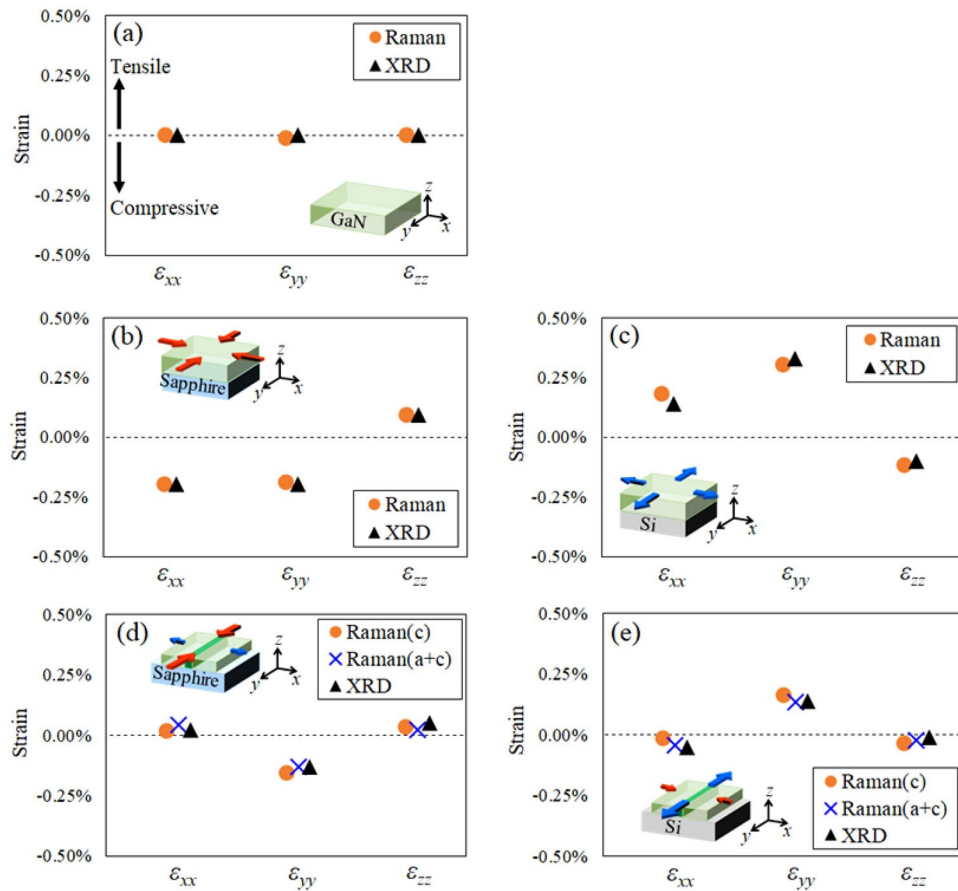 0.50%
(a)
Raman
XRD
0.25%
Tensile
Strain
0.00%
-0.25%
Compressive
GaN
z
y
x
-0.50%
εxx
εyy
εzz
0.50%
(b)
z
Sapphire
y
x
0.25%
Strain
0.00%
-0.25%
Raman
XRD
-0.50%
εxx
εyy
εzz
0.50%
(c)
Raman
XRD
0.25%
Strain
0.00%
-0.25%
Si
z
y
x
-0.50%
εxx
εyy
εzz
0.50%
(d)
z
Sapphire
y
x
Raman(c)
Raman(a+c)
XRD
0.25%
Strain
0.00%
-0.25%
-0.50%
εxx
εyy
εzz
0.50%
(e)
0.25%
Strain
0.00%
-0.25%
Si
z
y
x
Raman(c)
Raman(a+c)
XRD
-0.50%
εxx
εyy
εzz